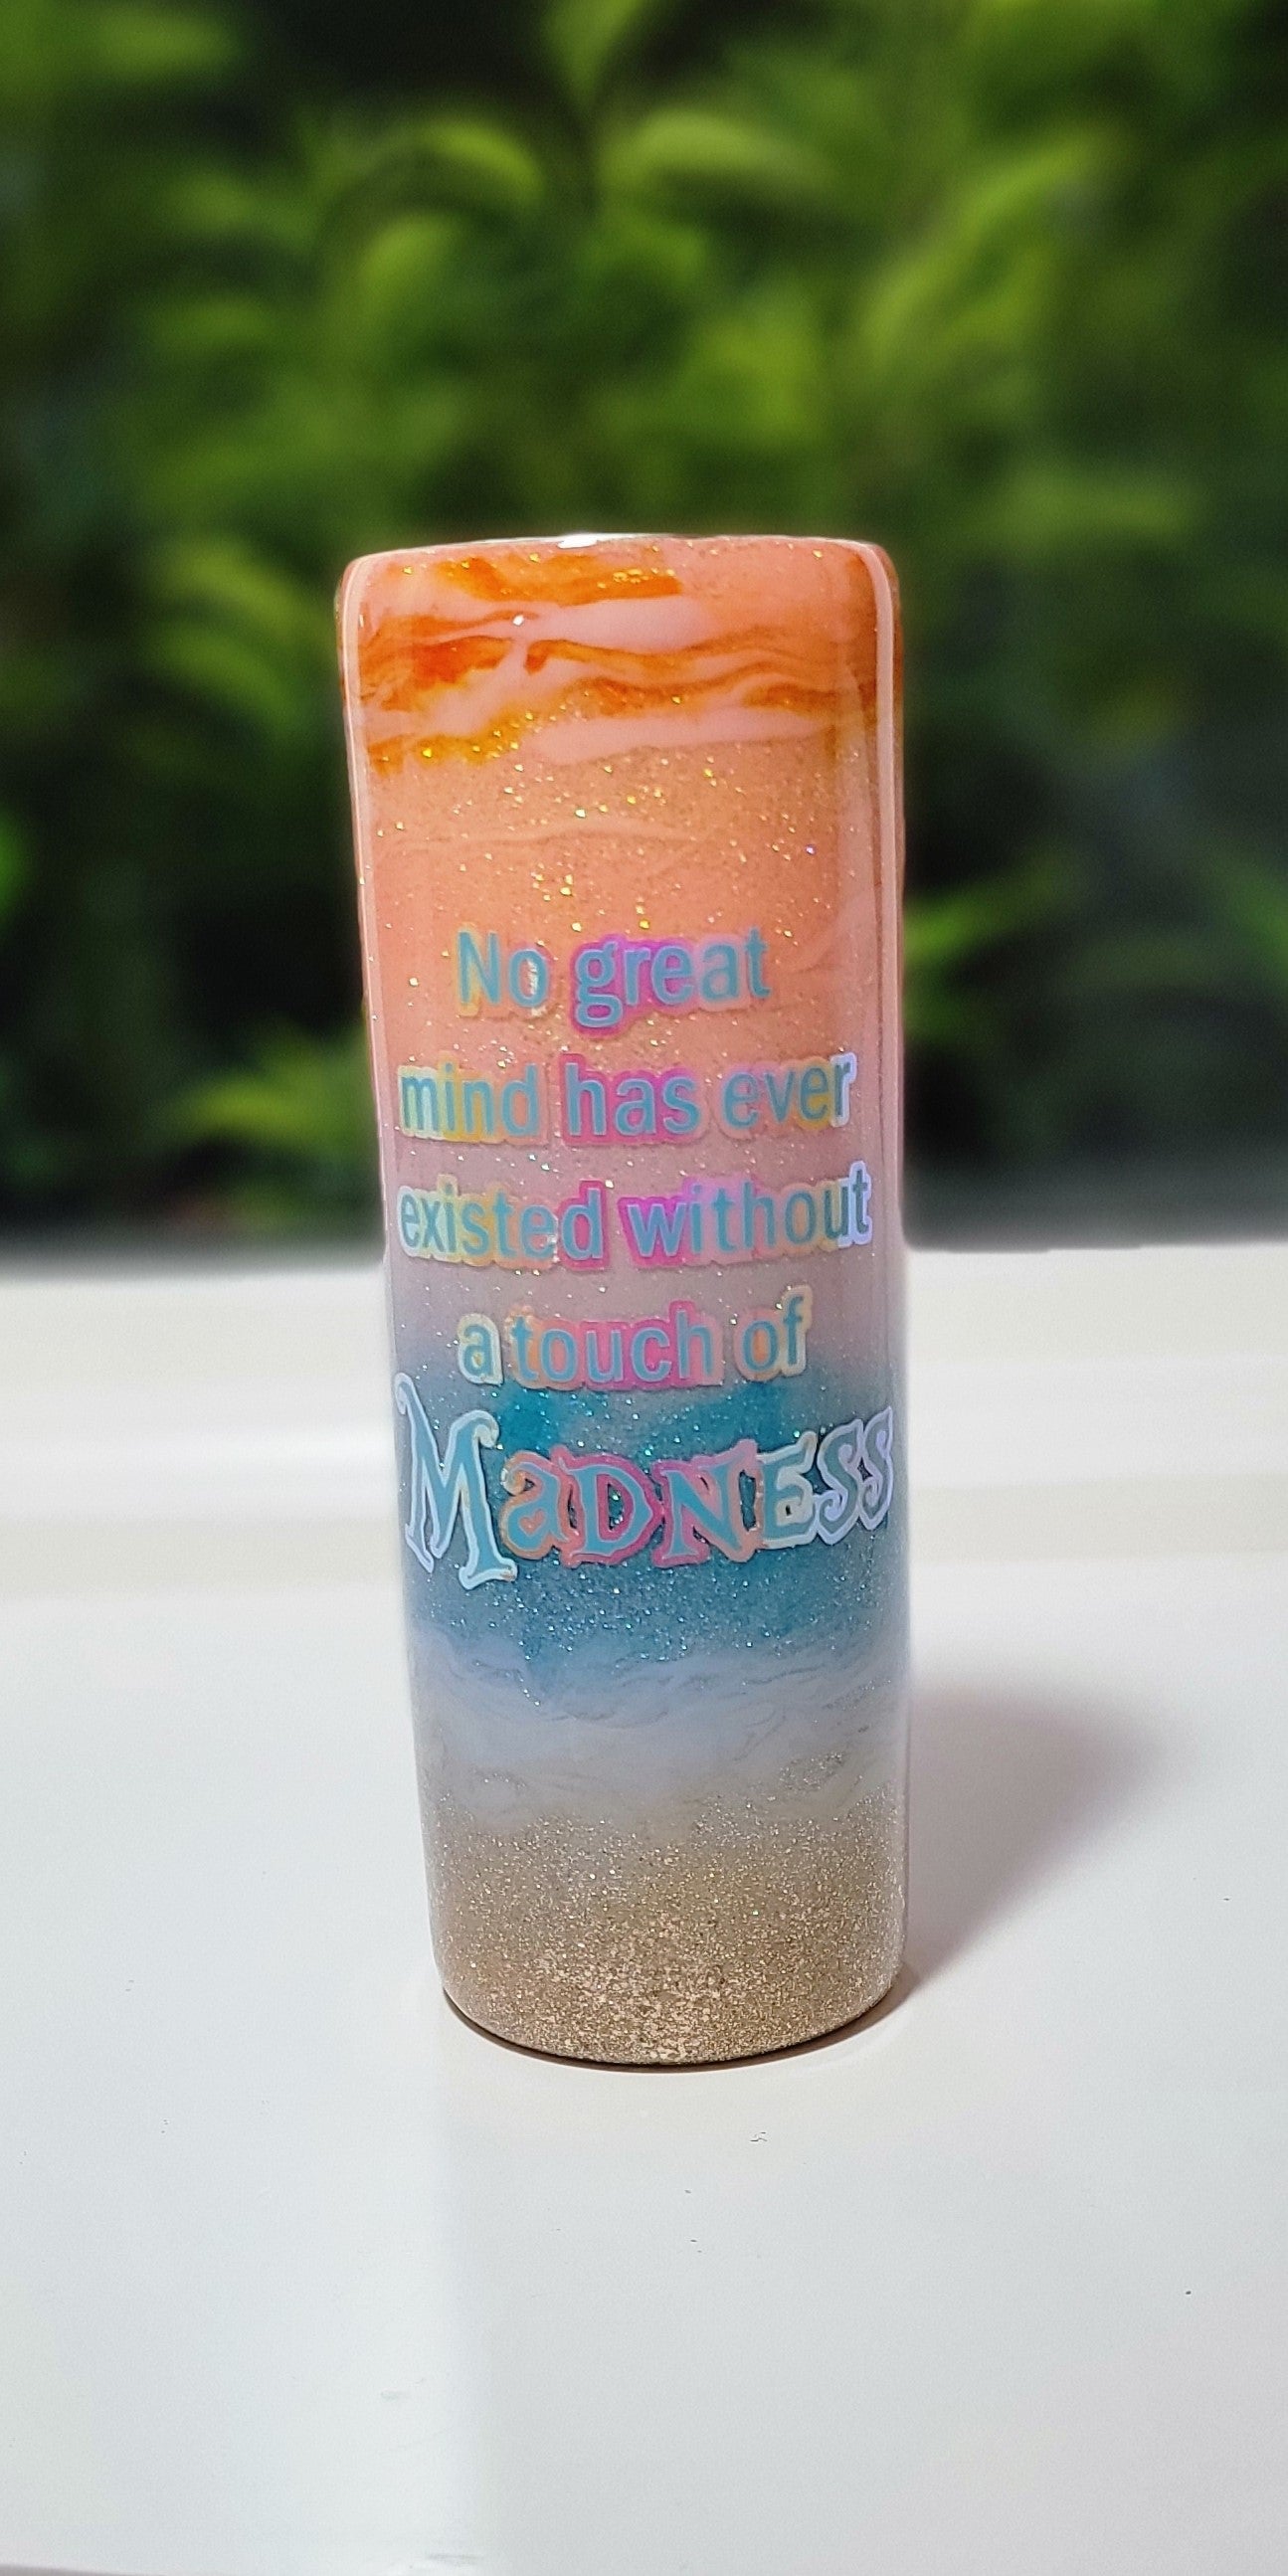 No great
mind has ever
existed without
a touch of
MaDNESS